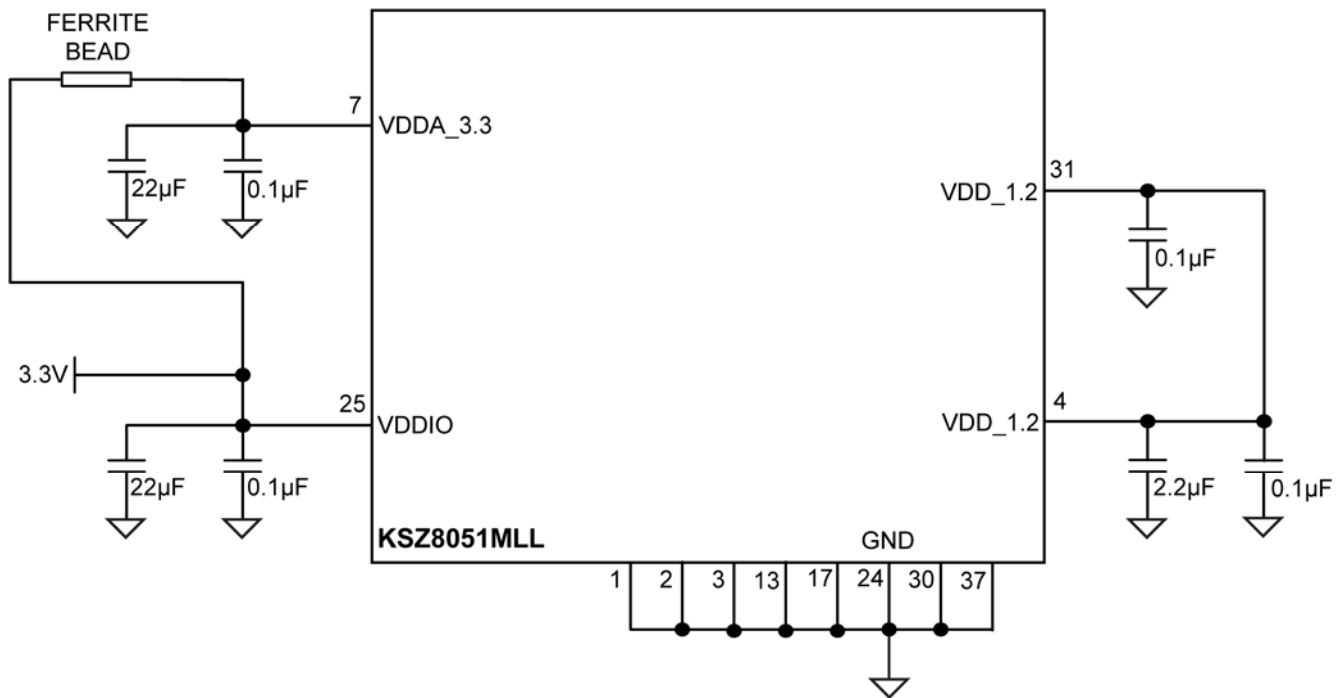 FERRITE
BEAD
7
VDDA_3.3
22µF
0.1µF
31
VDD_1.2
0.1µF
3.3V
25
VDDIO
4
VDD_1.2
22µF
0.1µF
2.2µF
0.1µF
KSZ8051MLL
GND
1
2
3
13
17
24
30
37